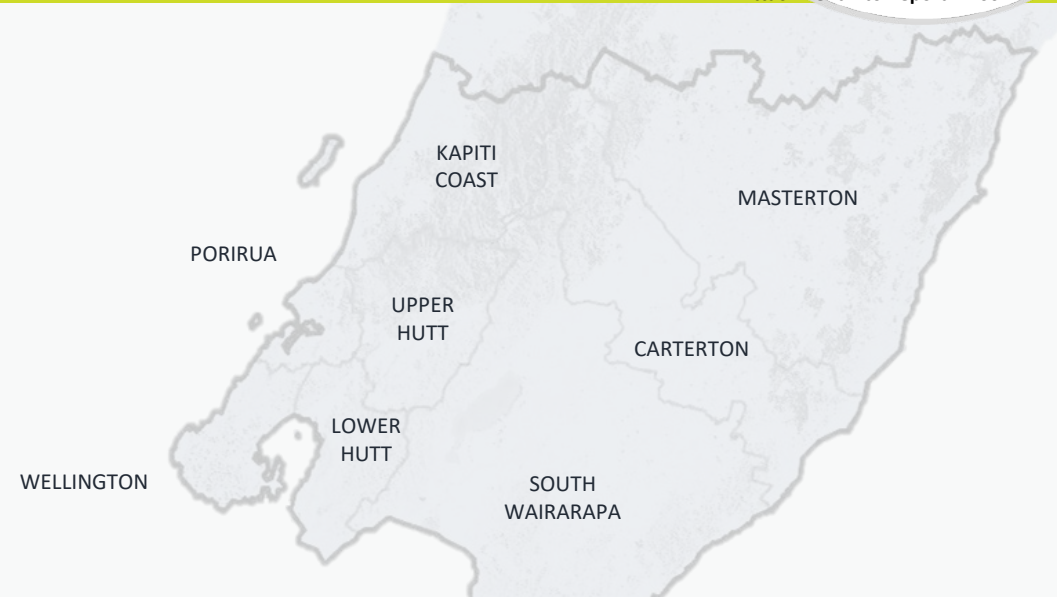 KAPITI
COAST
MASTERTON
PORIRUA
UPPER
HUTT
CARTERTON
LOWER
HUTT
WELLINGTON
SOUTH
WAIRARAPA